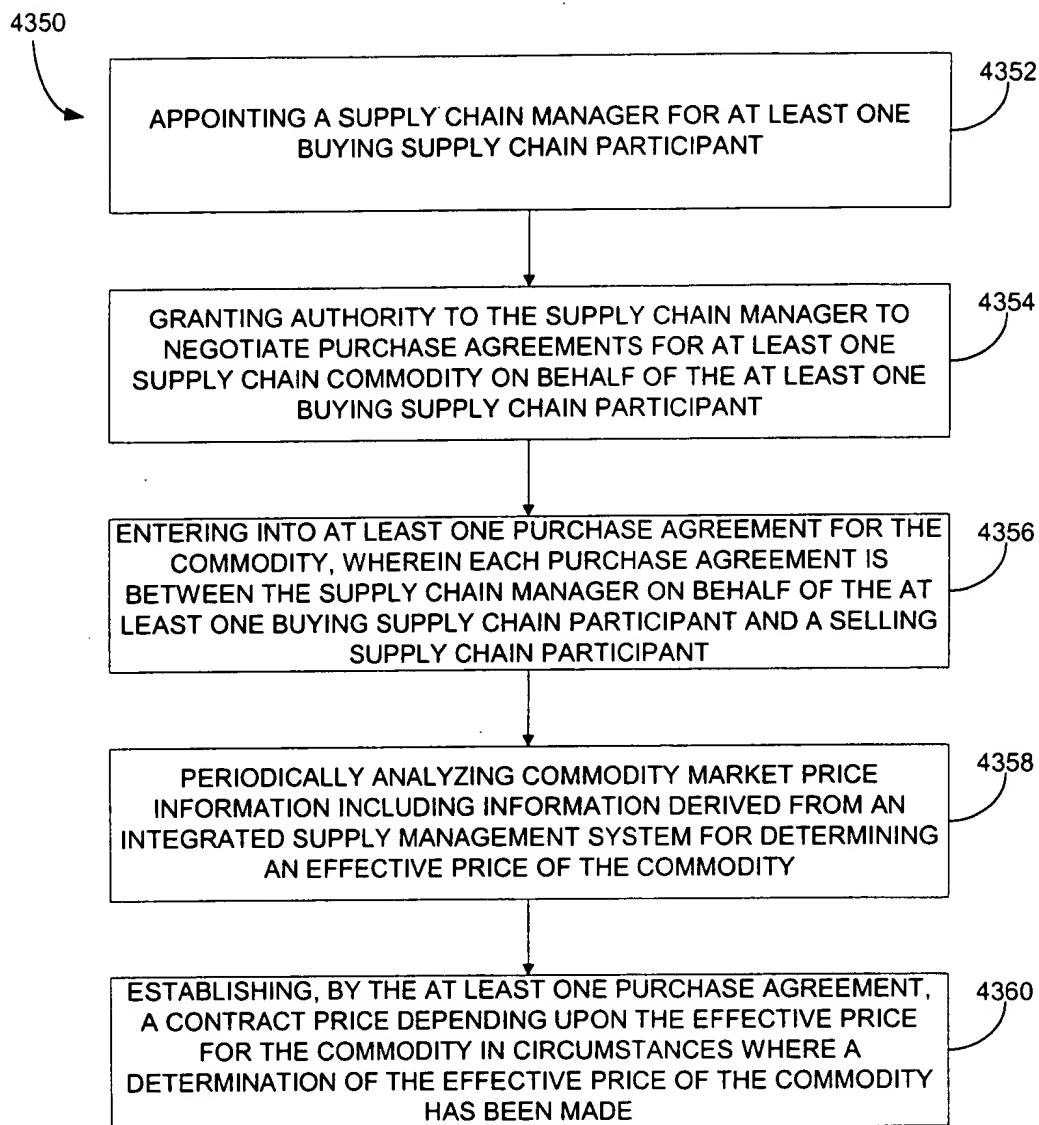 4350
4352
APPOINTING A SUPPLY CHAIN MANAGER FOR AT LEAST ONE
BUYING SUPPLY CHAIN PARTICIPANT
4354
GRANTING AUTHORITY TO THE SUPPLY CHAIN MANAGER TO
NEGOTIATE PURCHASE AGREEMENTS FOR AT LEAST ONE
SUPPLY CHAIN COMMODITY ON BEHALF OF THE AT LEAST ONE
BUYING SUPPLY CHAIN PARTICIPANT
4356
ENTERING INTO AT LEAST ONE PURCHASE AGREEMENT FOR THE
COMMODITY, WHEREIN EACH PURCHASE AGREEMENT IS
BETWEEN THE SUPPLY CHAIN MANAGER ON BEHALF OF THE AT
LEAST ONE BUYING SUPPLY CHAIN PARTICIPANT AND A SELLING
SUPPLY CHAIN PARTICIPANT
4358
PERIODICALLY ANALYZING COMMODITY MARKET PRICE
INFORMATION INCLUDING INFORMATION DERIVED FROM AN
INTEGRATED SUPPLY MANAGEMENT SYSTEM FOR DETERMINING
AN EFFECTIVE PRICE OF THE COMMODITY
4360
ESTABLISHING, BY THE AT LEAST ONE PURCHASE AGREEMENT,
A CONTRACT PRICE DEPENDING UPON THE EFFECTIVE PRICE
FOR THE COMMODITY IN CIRCUMSTANCES WHERE A
DETERMINATION OF THE EFFECTIVE PRICE OF THE COMMODITY
HAS BEEN MADE